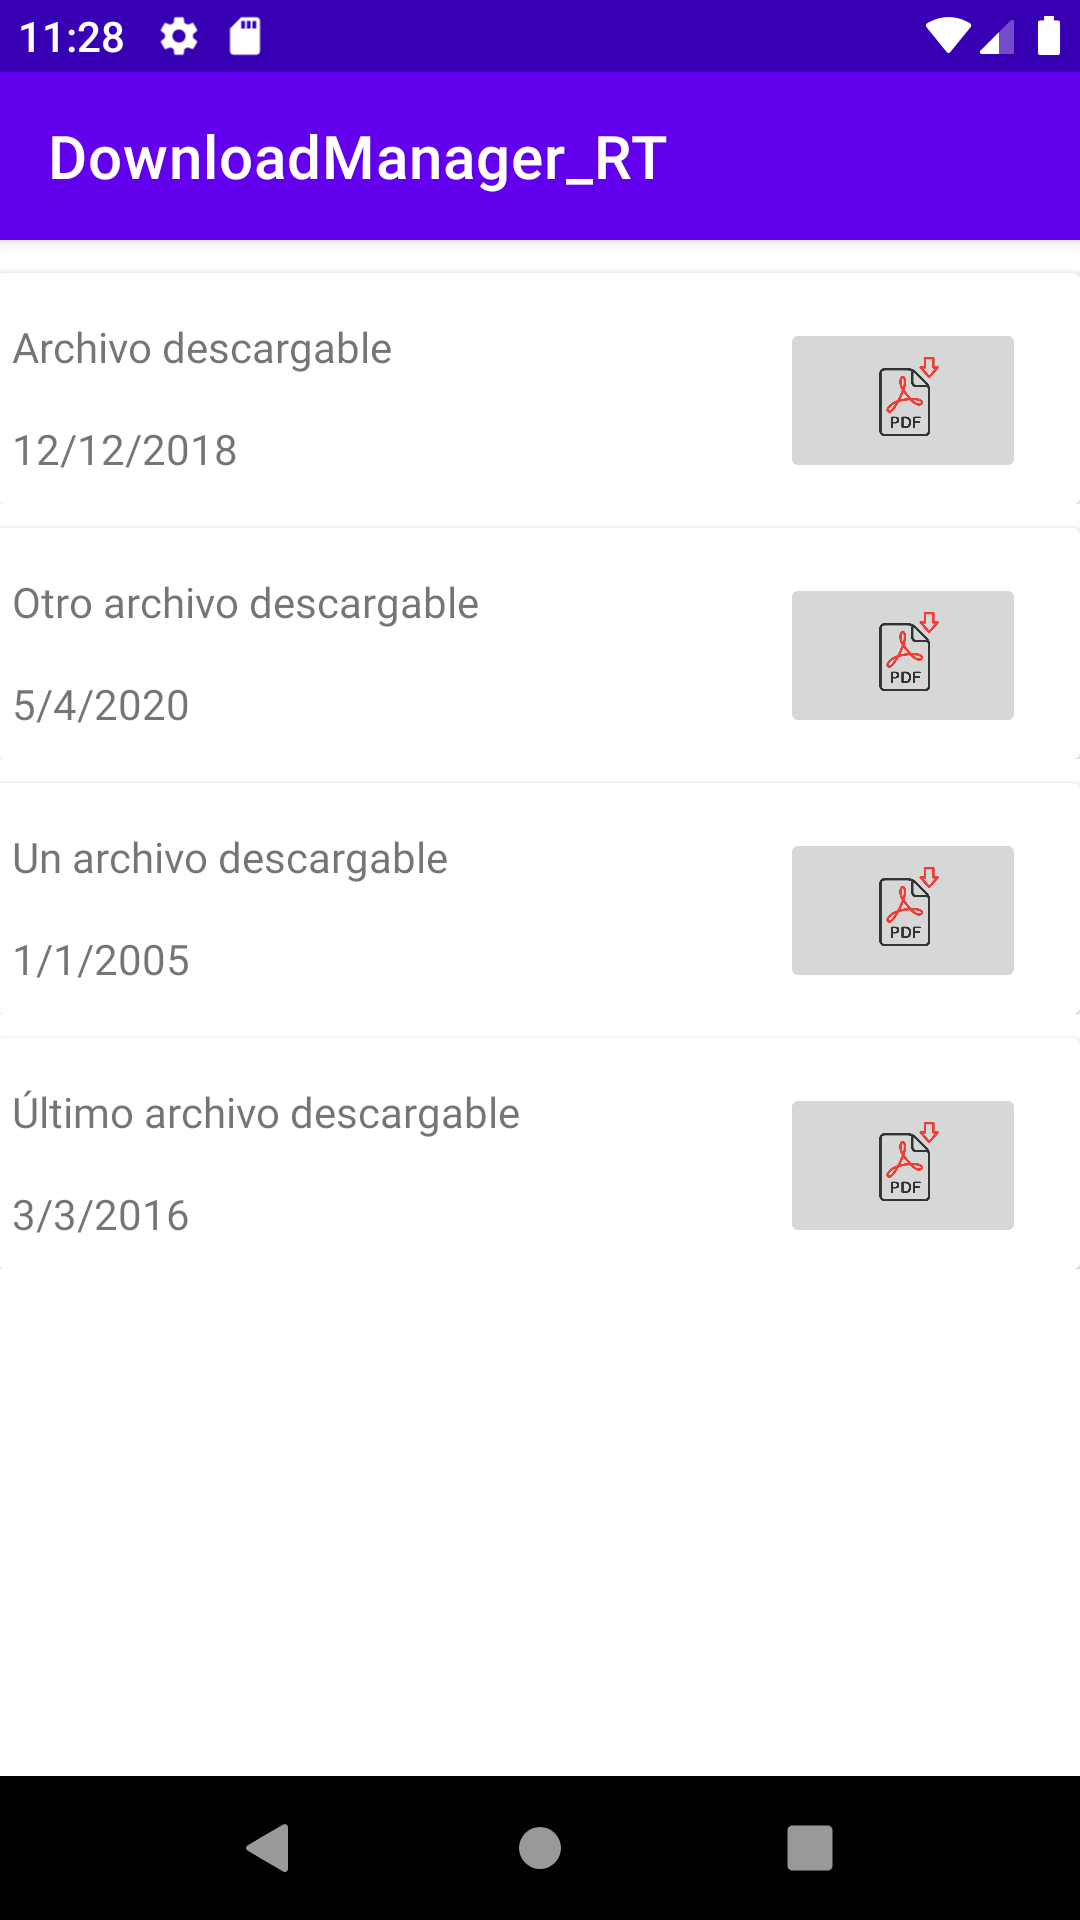 11:28
DownloadManager_RT
Archivo descargable
PDF
12/12/2018
Otro archivo descargable
PDF
5/4/2020
Un archivo descargable
PDF
1/1/2005
Último archivo descargable
PDF
3/3/2016